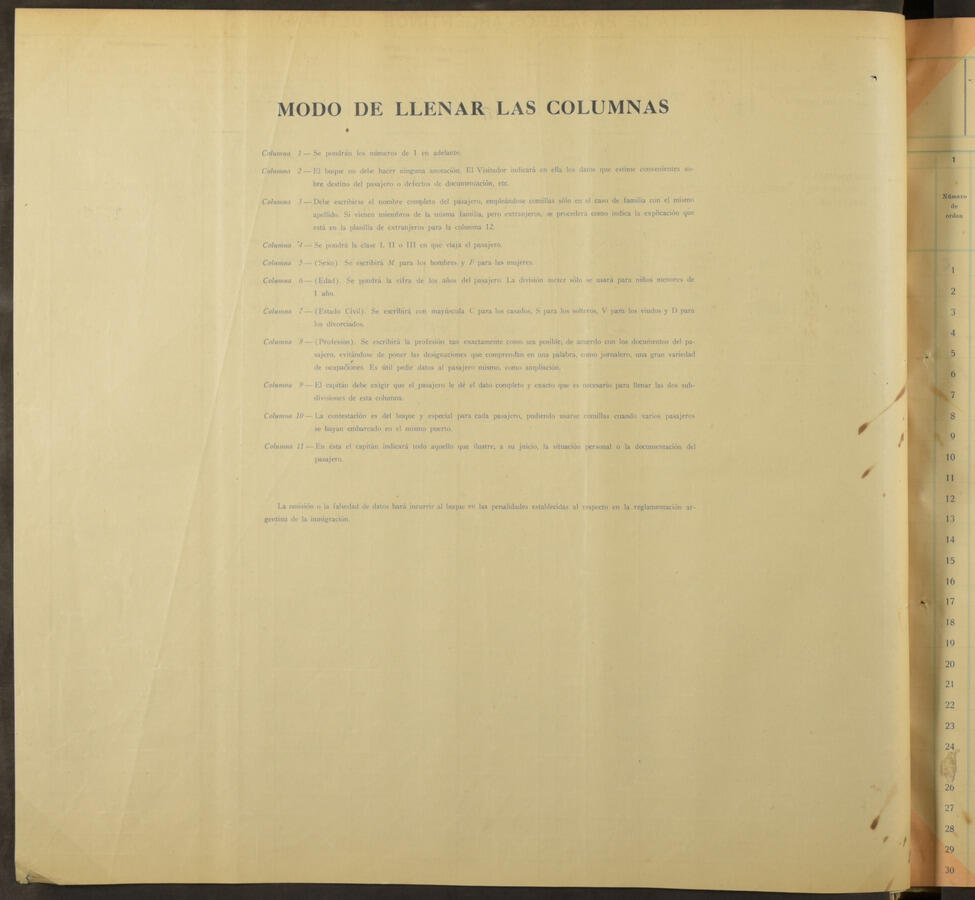 MODO DE LLENAR LAS COLUMNAS
Columna 1 — Se pondrán los números de 1 en adelante.
Columna 2 — El buque no debe hacer ninguna anotación. El Visitador indicará en ella los datos que estime convenientes so-
bre destino del pasajero o defectos de documentación, etc.
Columna 3 — Debe escribirse el nombre completo del pasajero, empleándose comillas sólo en el caso de familia con el mismo
apellido. Si vienen miembros de la misma familia, pero extranjeros, se procederá como indica la explicación que
está en la planilla de extranjeros para la columna 12.
Columna 4 — Se pondrá la clase I, II o III en que viaja el pasajero.
Columna 5 — (Sexo). Se escribirá M para los hombres y F para las mujeres.
Columna 6 — (Edad). Se pondrá la cifra de los años del pasajero. La división meses sólo se usará para niños menores de
1 año.
Columna 7 — (Estado Civil). Se escribirá con mayúscula C para los casados, S para los solteros, V para los viudos y D para
los divorciados.
Columna 8 — (Profesión). Se escribirá la profesión tan exactamente como sea posible, de acuerdo con los documentos del pa-
sajero, evitándose de poner las designaciones que comprendan en una palabra, como jornalero, una gran variedad
de ocupaciones. Es útil pedir datos al pasajero mismo, como ampliación.
Columna 9 — El capitán debe exigir que el pasajero le dé el dato completo y exacto que es necesario para llenar las dos sub-
divisiones de esta columna.
Columna 10 — La contestación es del buque y especial para cada pasajero, pudiendo usarse comillas cuando varios pasajeros
se hayan embarcado en el mismo puerto.
Columna 11 — En ésta el capitán indicará todo aquello que ilustre, a su juicio, la situación personal o la documentación del
pasajero.
La omisión o la falsedad de datos hará incurrir al buque en las penalidades establecidas al respecto en la reglamentación ar-
gentina de la inmigración.
1
Número
de
orden
1
2
3
4
5
6
7
8
9
10
11
12
13
14
15
16
17
18
19
20
21
22
23
24
26
27
28
29
30